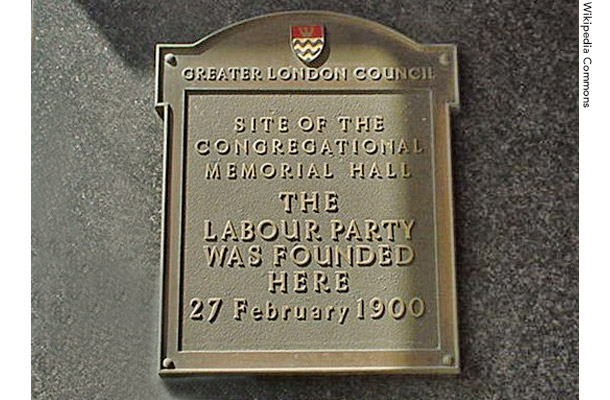 GREATER LONDON COUNCIL
SITE OF THE
CONGREGATIONAL
MEMORIAL HALL
THE
LABOUR PARTY
WAS FOUNDED
HERE
27 February 1900
Wikipedia Commons